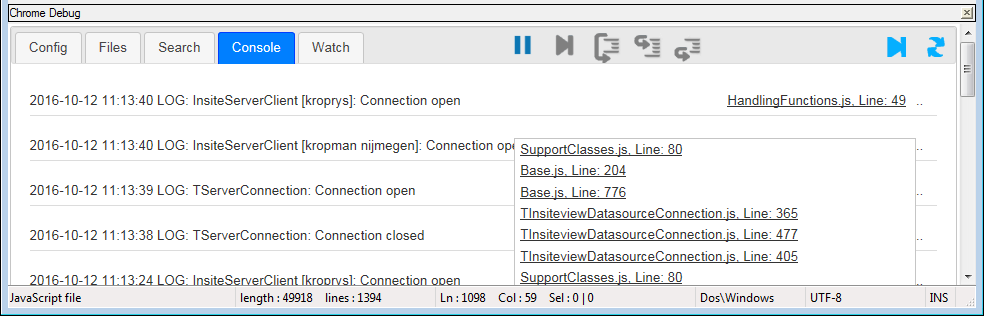 Chrome Debug
Config Files Search Console Watch
2016-10-12 11:13:40 LOG: InsiteServerClient [kroprys]: Connection open HandlingFunctions.js, Line: 49 ..
2016-10-12 11:13:40 LOG: InsiteServerClient [kropman nijmegen]: Connection ope ..
SupportClasses.js, Line: 80
Base.js, Line: 204
2016-10-12 11:13:39 LOG: TServerConnection: Connection open ..
Base.js, Line: 776
TInsiteviewDatasourceConnection.js, Line: 365
2016-10-12 11:13:38 LOG: TServerConnection: Connection closed ..
TInsiteviewDatasourceConnection.js, Line: 477
TInsiteviewDatasourceConnection.js, Line: 405
2016-10-12 11:13:24 LOG: InsiteServerClient [kroprys]: Connection open ..
SupportClasses.js, Line: 80
JavaScript file length : 49918 lines : 1394 Ln : 1098 Col : 59 Sel : 0 | 0 Dos\Windows UTF-8 INS